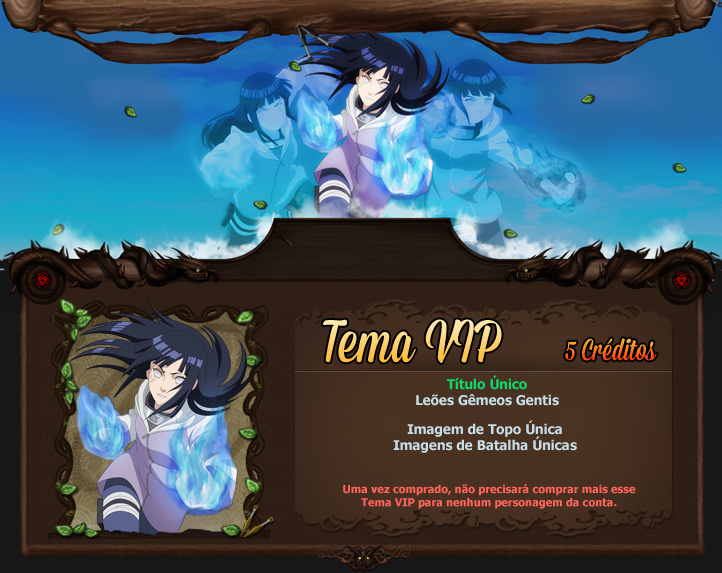 Tema VIP
5 Créditos
Título Único
Leões Gêmeos Gentis
Imagem de Topo Única
Imagens de Batalha Únicas
Uma vez comprado, não precisará comprar mais esse
Tema VIP para nenhum personagem da conta.